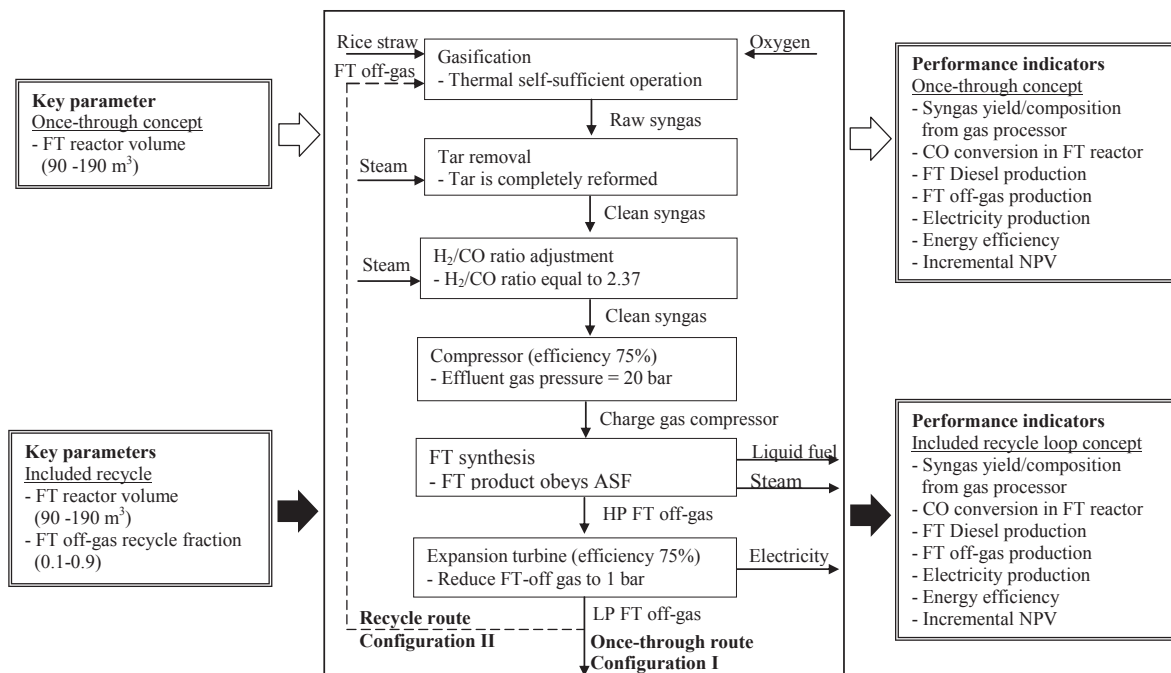 Key parameter
Once-through concept
- FT reactor volume
(90 -190 m³)
Key parameters
Included recycle
- FT reactor volume
(90 -190 m³)
- FT off-gas recycle fraction
(0.1-0.9)
Rice straw
FT off-gas
Oxygen
Gasification
- Thermal self-sufficient operation
Raw syngas
Steam
Tar removal
- Tar is completely reformed
Clean syngas
Steam
H₂/CO ratio adjustment
- H₂/CO ratio equal to 2.37
Clean syngas
Compressor (efficiency 75%)
- Effluent gas pressure = 20 bar
Charge gas compressor
FT synthesis
- FT product obeys ASF
Liquid fuel
Steam
HP FT off-gas
Expansion turbine (efficiency 75%)
- Reduce FT-off gas to 1 bar
Electricity
LP FT off-gas
Recycle route
Configuration II
Once-through route
Configuration I
Performance indicators
Once-through concept
- Syngas yield/composition
from gas processor
- CO conversion in FT reactor
- FT Diesel production
- FT off-gas production
- Electricity production
- Energy efficiency
- Incremental NPV
Performance indicators
Included recycle loop concept
- Syngas yield/composition
from gas processor
- CO conversion in FT reactor
- FT Diesel production
- FT off-gas production
- Electricity production
- Energy efficiency
- Incremental NPV